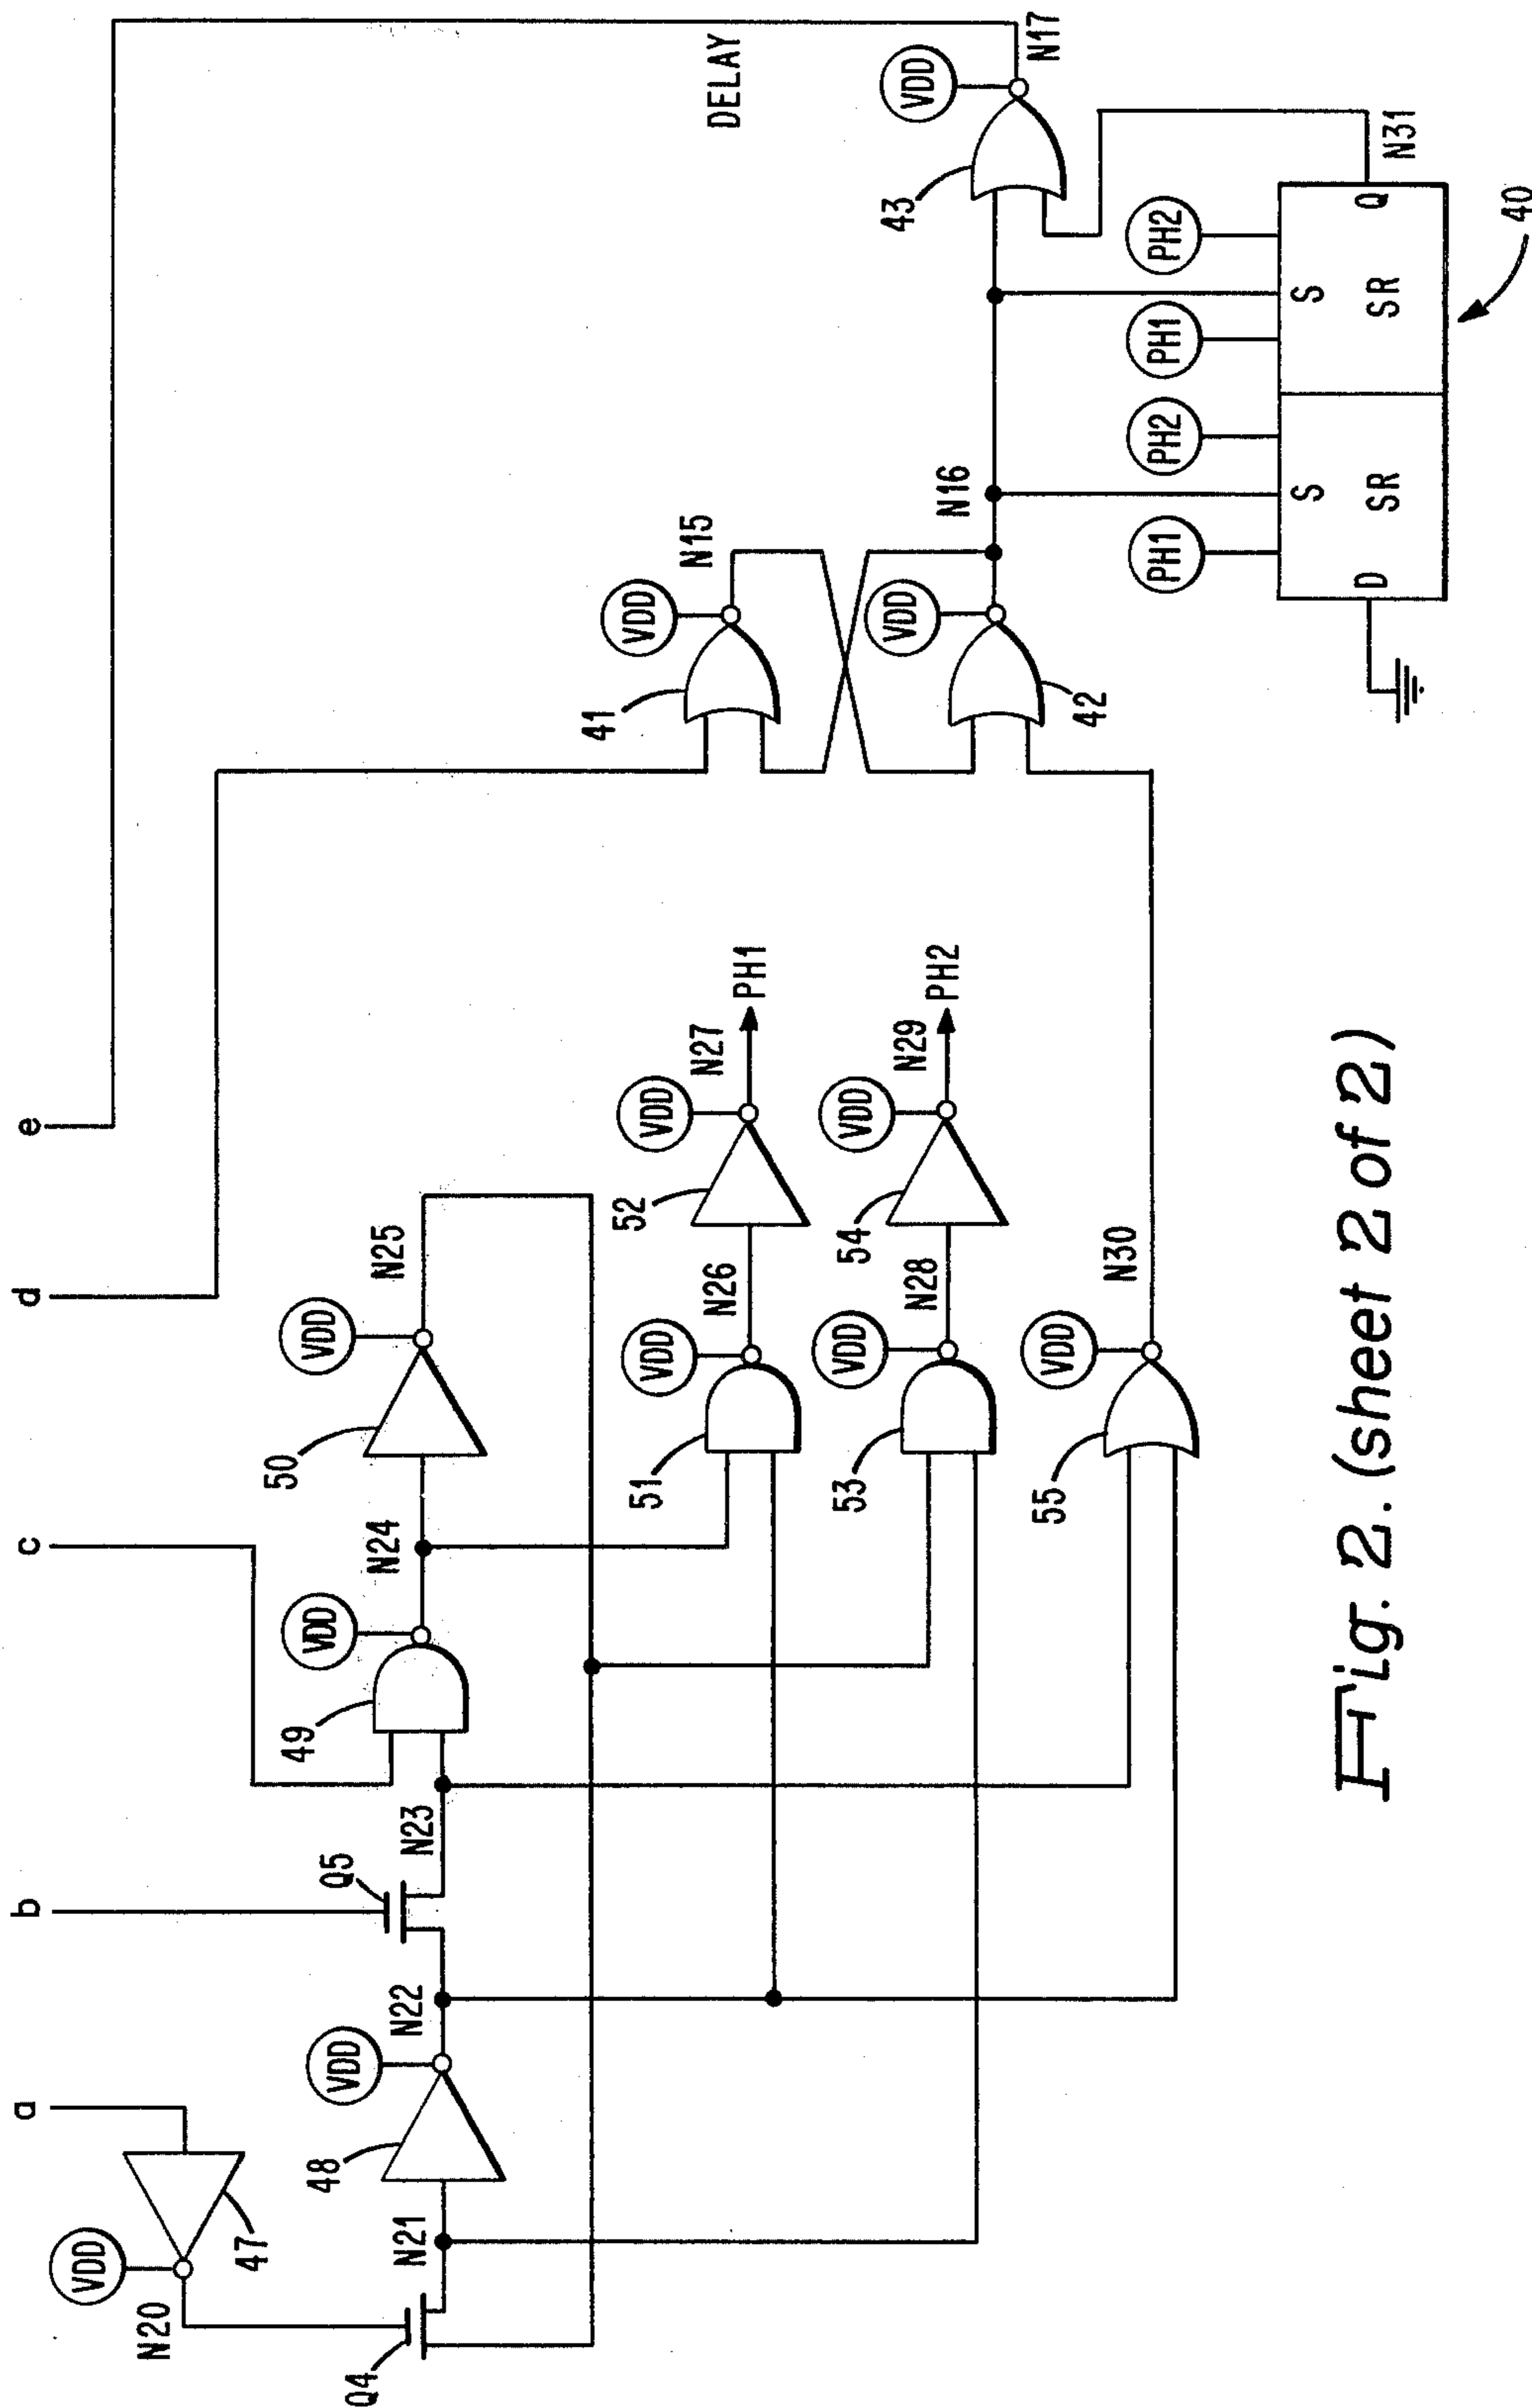 a
b
c
d
e
VDD
47
N20
Q4
N21
48
VDD
N22
Q5
N23
49
VDD
N24
50
VDD
N25
51
VDD
N26
52
VDD
N27
PH1
53
VDD
N28
54
VDD
N29
PH2
55
VDD
N30
41
VDD
N15
42
VDD
N16
43
VDD
DELAY
N17
PH1
PH2
PH1
PH2
D
S
SR
S
SR
Q
N31
40
Fig. 2. (sheet 2 of 2)